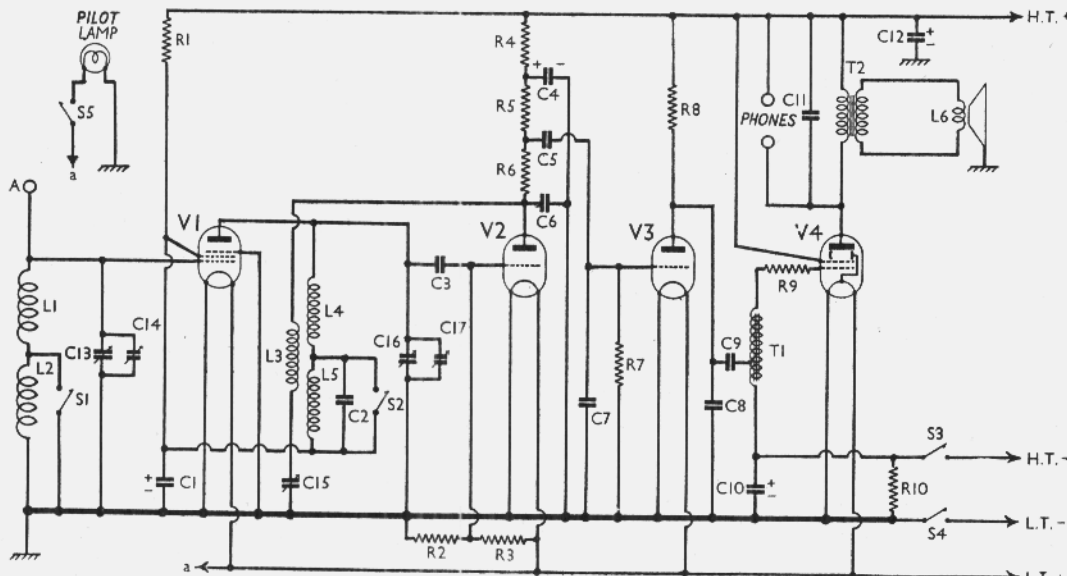 PILOT
LAMP
R1
R4
H.T. +
C12
+
-
T2
S5
+ -
C4
R5
R8
C11
PHONES
L6
a
C5
R6
A
V1
C6
V2
V3
V4
C3
R9
L1
L4
C13
C14
L3
C16
C17
T1
L2
S1
L5
C2
S2
R7
C9
C7
C8
S3
H.T. -
+
-
C1
C15
C10
+
-
R10
L.T. -
S4
R2
R3
a